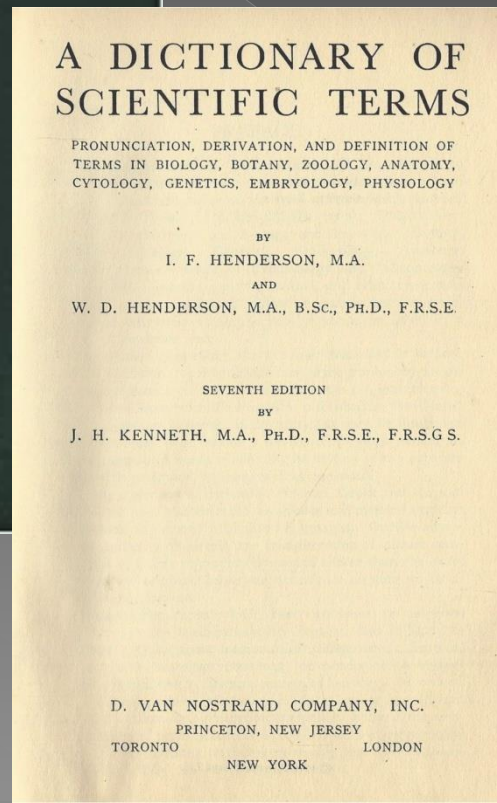 A DICTIONARY OF
SCIENTIFIC TERMS
PRONUNCIATION, DERIVATION, AND DEFINITION OF
TERMS IN BIOLOGY, BOTANY, ZOOLOGY, ANATOMY,
CYTOLOGY, GENETICS, EMBRYOLOGY, PHYSIOLOGY
BY
I. F. HENDERSON, M.A.
AND
W. D. HENDERSON, M.A., B.Sc., Ph.D., F.R.S.E.
SEVENTH EDITION
BY
J. H. KENNETH, M.A., Ph.D., F.R.S.E., F.R.S.G S.
D. VAN NOSTRAND COMPANY, INC.
PRINCETON, NEW JERSEY
TORONTO LONDON
NEW YORK